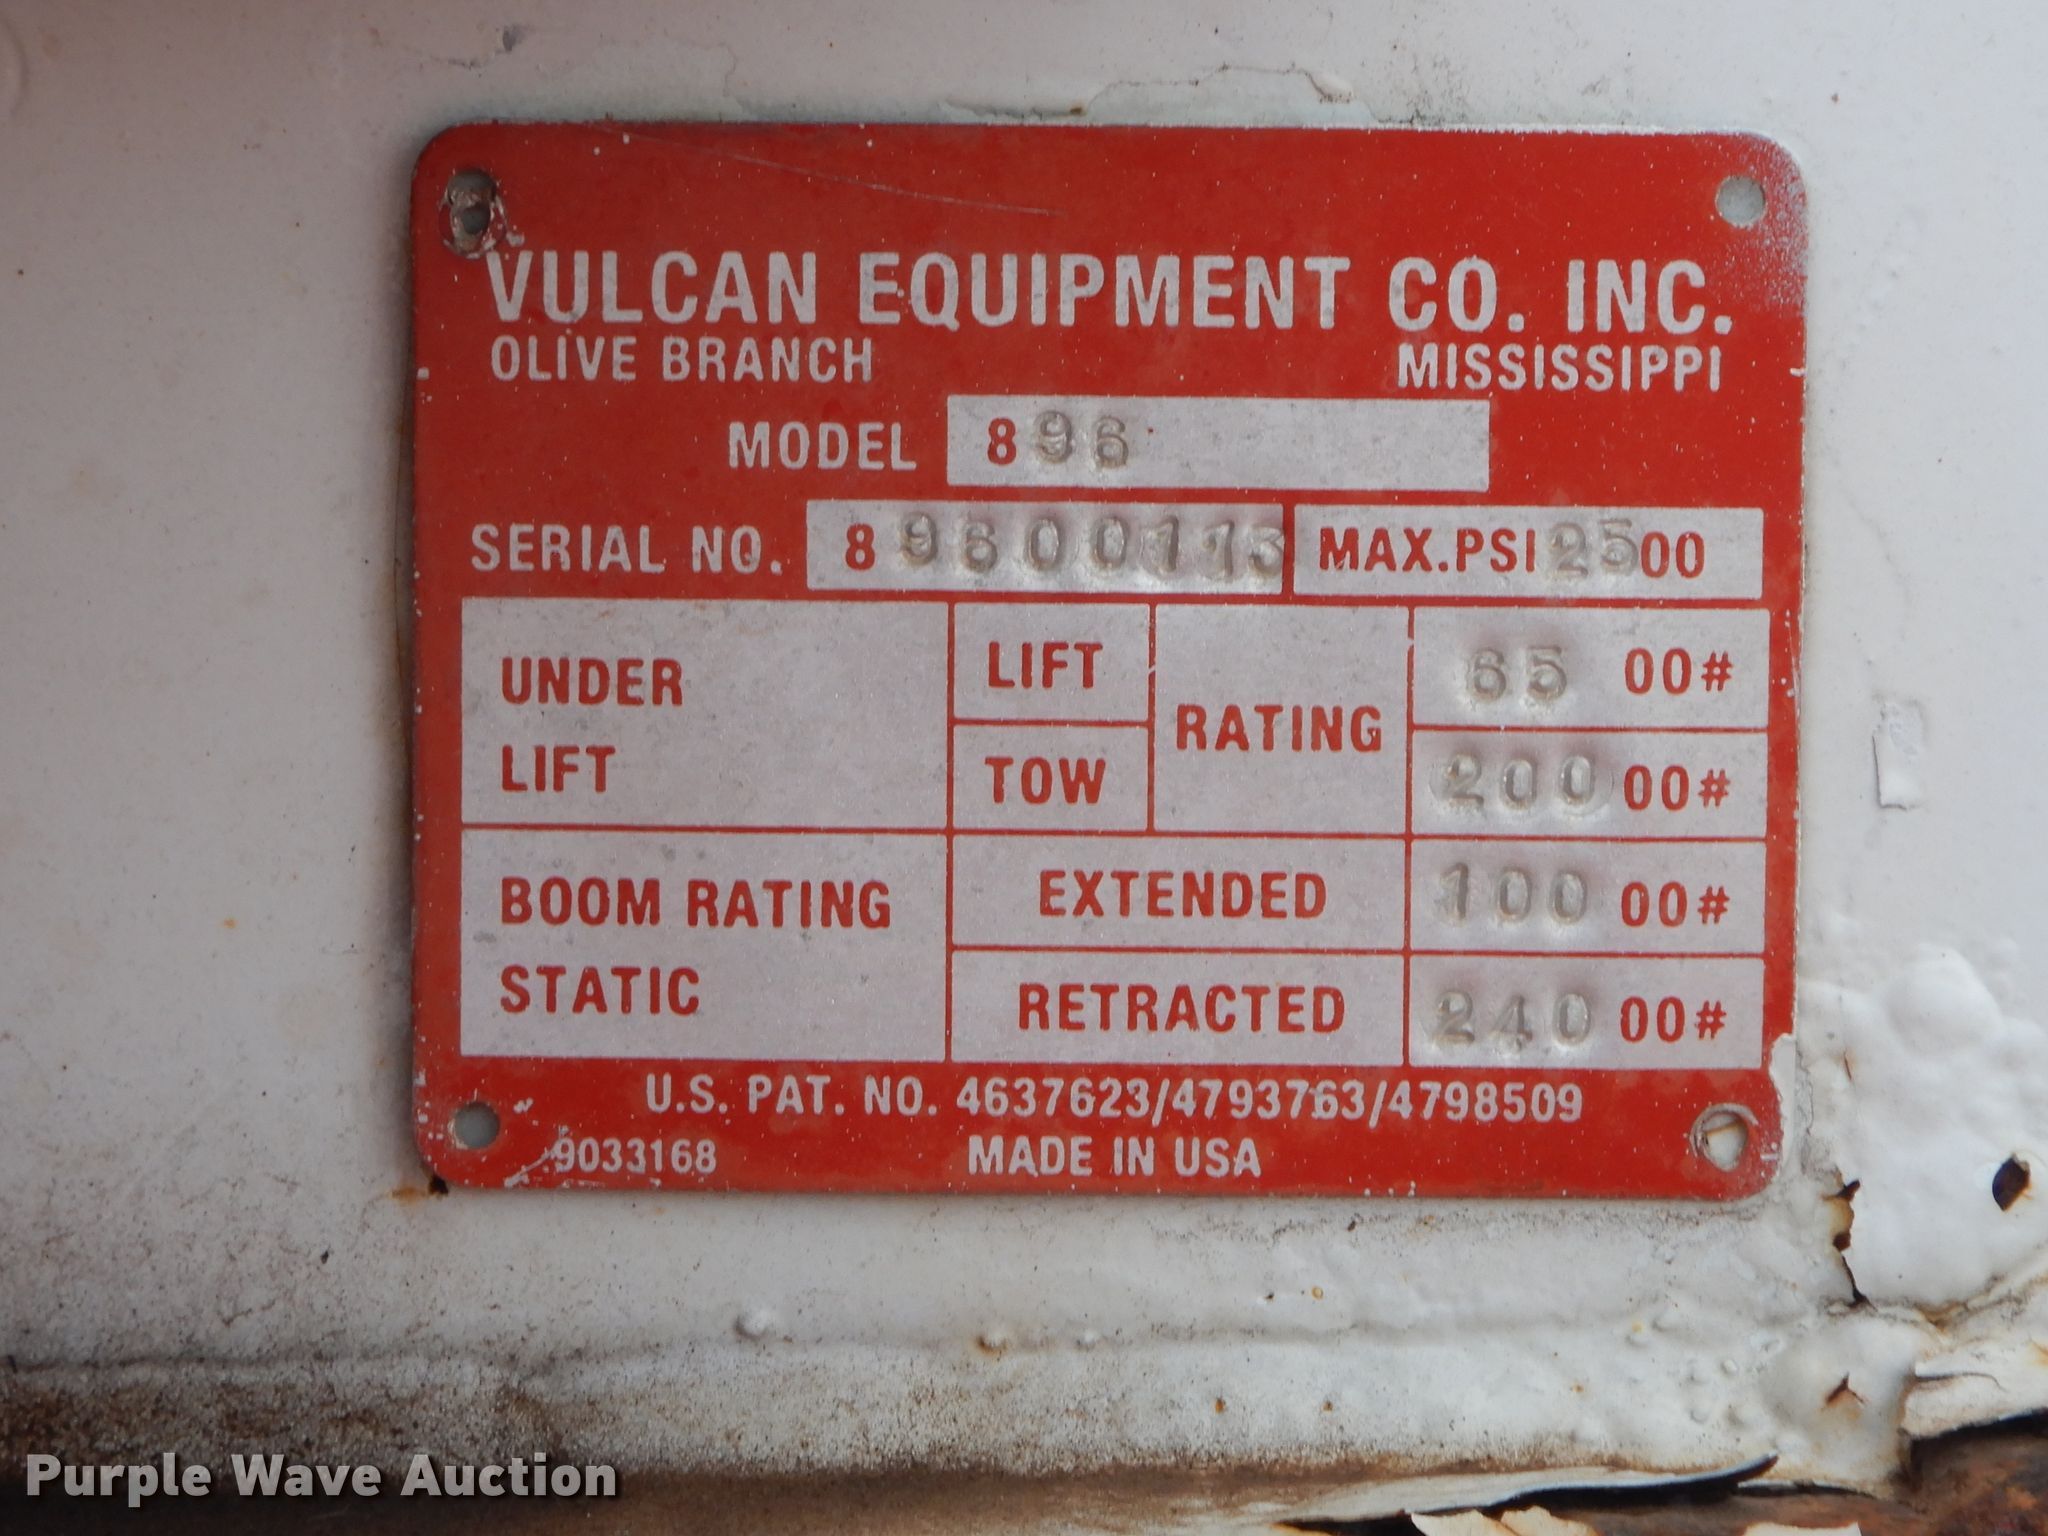 VULCAN EQUIPMENT CO. INC.
OLIVE BRANCH MISSISSIPPI
MODEL 896
SERIAL NO. 89600113 MAX.PSI 2500
UNDER LIFT LIFT RATING 6500#
TOW 20000#
BOOM RATING STATIC EXTENDED 10000#
RETRACTED 24000#
U.S. PAT. NO. 4637623/4793763/4798509
9033168 MADE IN USA
Purple Wave Auction